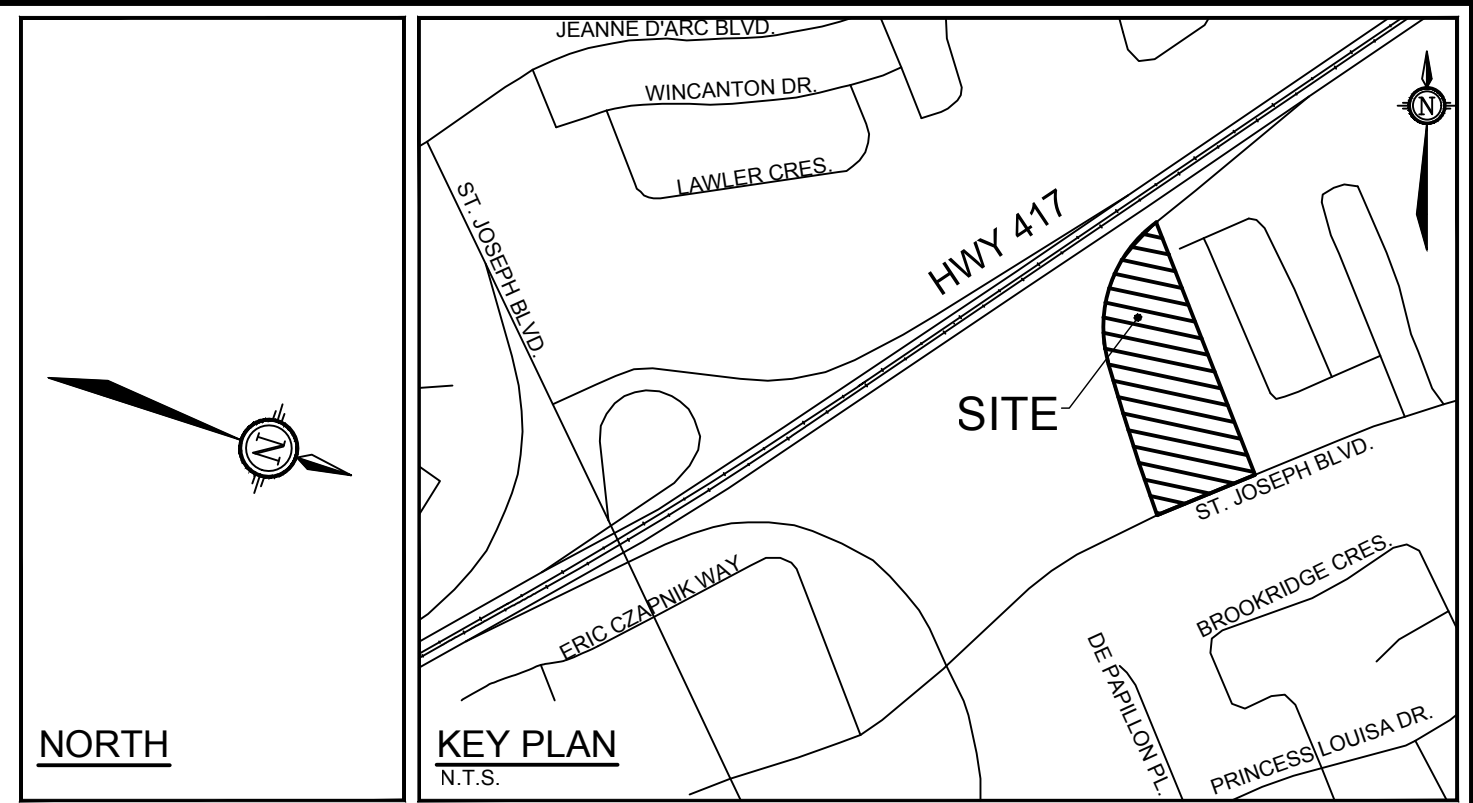 N
NORTH
JEANNE D'ARC BLVD.
WINCANTON DR.
LAWLER CRES.
N
ST. JOSEPH BLVD.
HWY 417
SITE
ST. JOSEPH BLVD.
ERIC CZAPNIK WAY
BROOKRIDGE CRES.
DE PAPILLON PL.
PRINCESS LOUISA DR.
KEY PLAN
N.T.S.